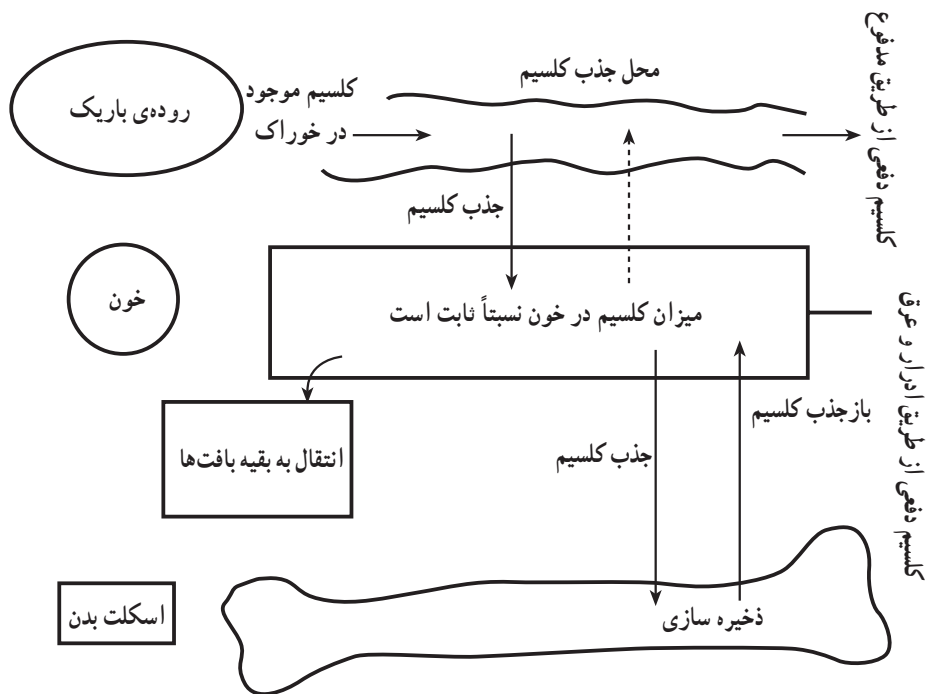 محل جذب کلسیم
کلسیم موجود
در خوراک
روده‌ی باریک
کلسیم دفعی از طریق مدفوع
جذب کلسیم
خون
میزان کلسیم در خون نسبتاً ثابت است
کلسیم دفعی از طریق ادرار و عرق
بازجذب کلسیم
جذب کلسیم
انتقال به بقیه بافت‌ها
ذخیره سازی
اسکلت بدن